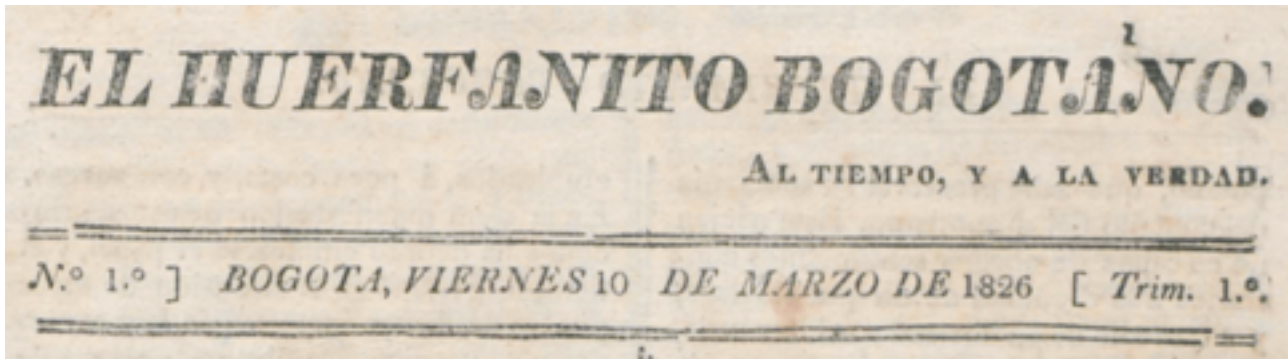 1
EL HUERFANITO BOGOTANO.
AL TIEMPO, Y A LA VERDAD.
N.º 1.º ] BOGOTA, VIERNES 10 DE MARZO DE 1826 [ Trim. 1.º.